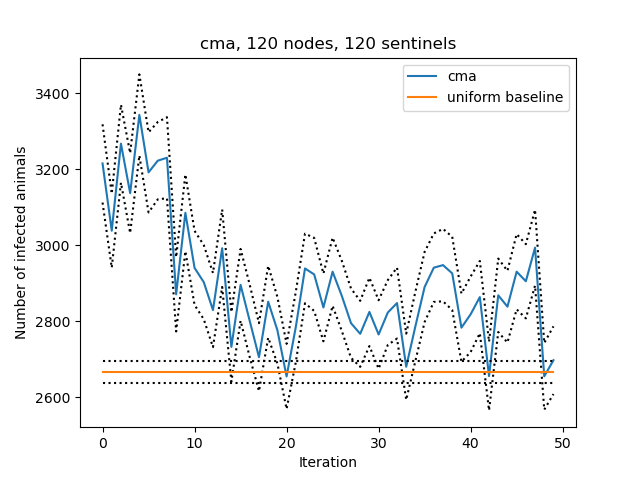 cma, 120 nodes, 120 sentinels
cma
uniform baseline
Number of infected animals
3400
3200
3000
2800
2600
0 10 20 30 40 50
Iteration